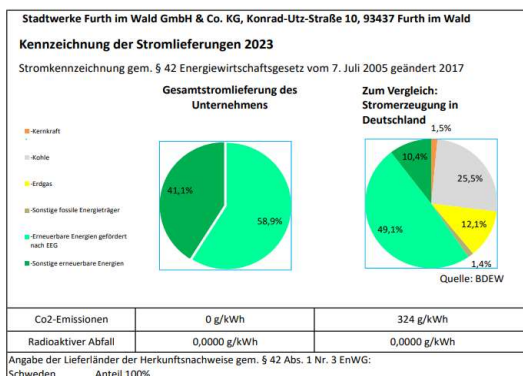 Stadtwerke Furth im Wald GmbH & Co. KG, Konrad-Utz-Straße 10, 93437 Furth im Wald
Kennzeichnung der Stromlieferungen 2023
Stromkennzeichnung gem. § 42 Energiewirtschaftsgesetz vom 7. Juli 2005 geändert 2017
Gesamtstromlieferung des
Unternehmens
Zum Vergleich:
Stromerzeugung in
Deutschland
-Kernkraft
-Kohle
-Erdgas
-Sonstige fossile Energieträger
-Erneuerbare Energien gefördert
nach EEG
-Sonstige erneuerbare Energien
41,1%
58,9%
1,5%
10,4%
25,5%
12,1%
49,1%
1,4%
Quelle: BDEW
Co2-Emissionen 0 g/kWh 324 g/kWh
Radioaktiver Abfall 0,0000 g/kWh 0,0000 g/kWh
Angabe der Lieferländer der Herkunftsnachweise gem. § 42 Abs. 1 Nr. 3 EnWG:
Schweden Anteil 100%